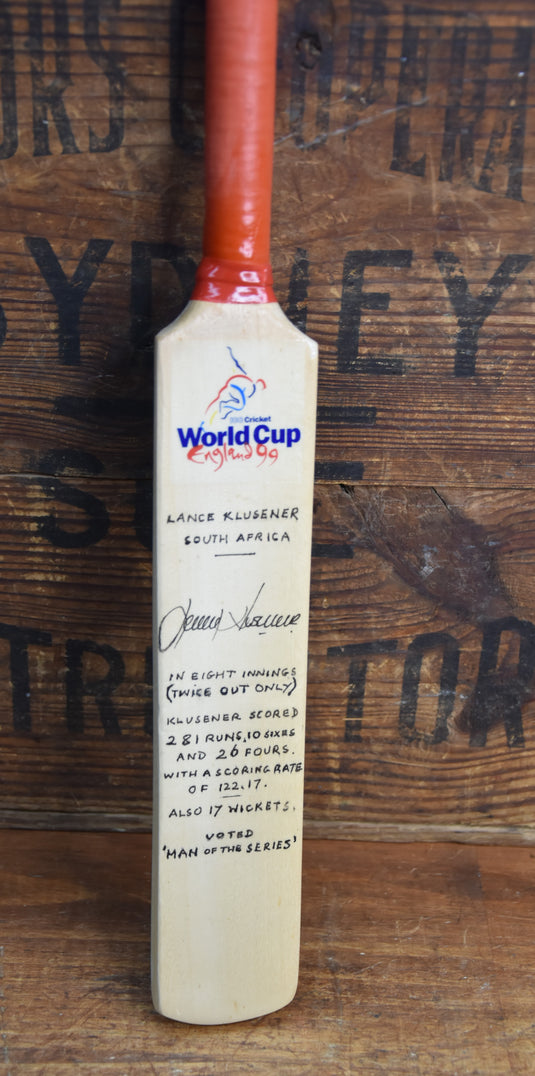 OPERA
SYDNEY
ICC Cricket
World Cup
England 99
LANCE KLUSENER
SOUTH AFRICA
IN EIGHT INNINGS
(TWICE OUT ONLY)
KLUSENER SCORED
281 RUNS, 10 SIXES
AND 26 FOURS.
WITH A SCORING RATE
OF 122.17.
ALSO 17 WICKETS.
VOTED
'MAN OF THE SERIES'